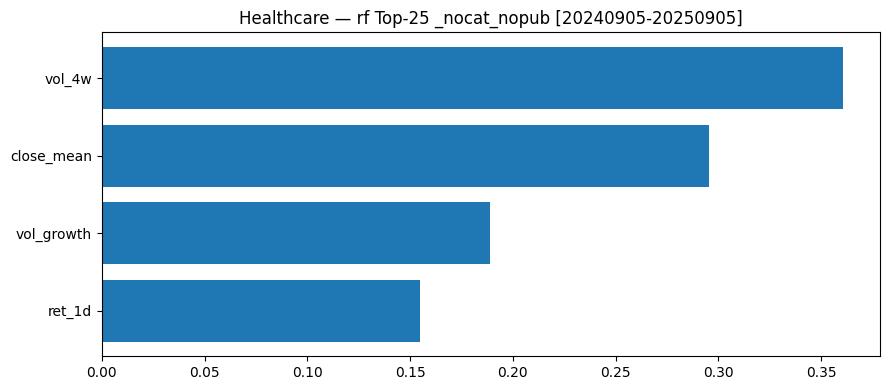 Healthcare — rf Top-25 _nocat_nopub [20240905-20250905]
vol_4w
close_mean
vol_growth
ret_1d
0.00 0.05 0.10 0.15 0.20 0.25 0.30 0.35